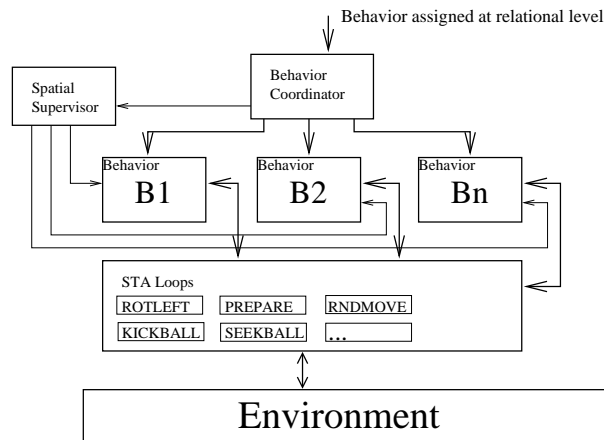 Behavior assigned at relational level
Spatial
Supervisor
Behavior
Coordinator
Behavior
B1
Behavior
B2
Behavior
Bn
STA Loops
ROTLEFT
PREPARE
RNDMOVE
KICKBALL
SEEKBALL
...
Environment